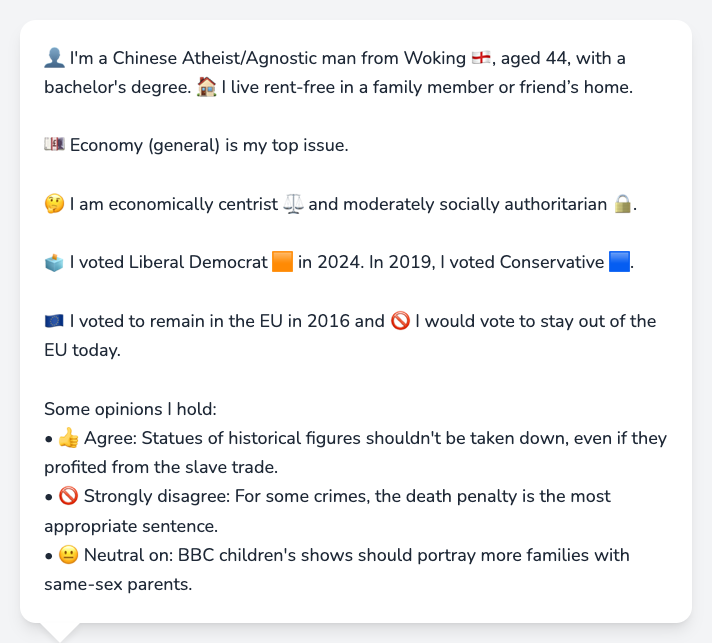 👤 I'm a Chinese Atheist/Agnostic man from Woking 🏴󠁧󠁢󠁥󠁮󠁧󠁿, aged 44, with a
bachelor's degree. 🏠 I live rent-free in a family member or friend’s home.
💷 Economy (general) is my top issue.
🤔 I am economically centrist ⚖️ and moderately socially authoritarian 🔒.
🗳️ I voted Liberal Democrat 🟧 in 2024. In 2019, I voted Conservative 🟦.
🇪🇺 I voted to remain in the EU in 2016 and 🚫 I would vote to stay out of the
EU today.
Some opinions I hold:
• 👍 Agree: Statues of historical figures shouldn't be taken down, even if they
profited from the slave trade.
• 🚫 Strongly disagree: For some crimes, the death penalty is the most
appropriate sentence.
• 😐 Neutral on: BBC children's shows should portray more families with
same-sex parents.